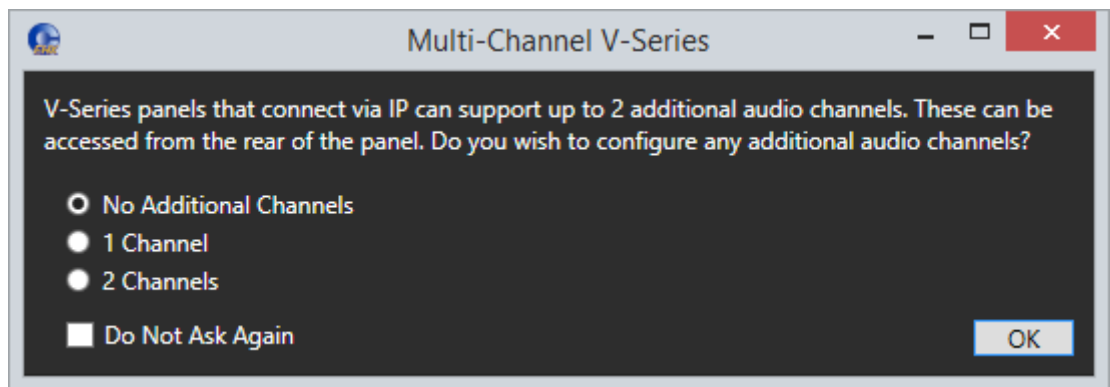 Multi-Channel V-Series
V-Series panels that connect via IP can support up to 2 additional audio channels. These can be
accessed from the rear of the panel. Do you wish to configure any additional audio channels?
No Additional Channels
1 Channel
2 Channels
Do Not Ask Again
OK